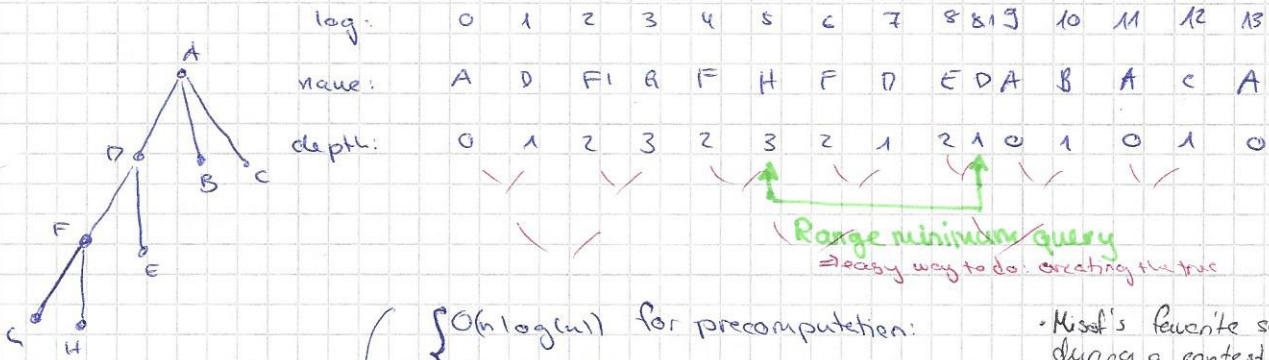 log: 0 1 2 3 4 5 6 7 8 9 10 11 12 13
A
name: A D F G F H F D E D A B A C A
depth: 0 1 2 3 2 3 2 1 2 1 0 1 0 1 0
D B C
F
E
Range minimum query
⇒ easy way to do: creating the tree
G H
O(n log(n)) for precomputation:
• Misof's favorite
during a contest